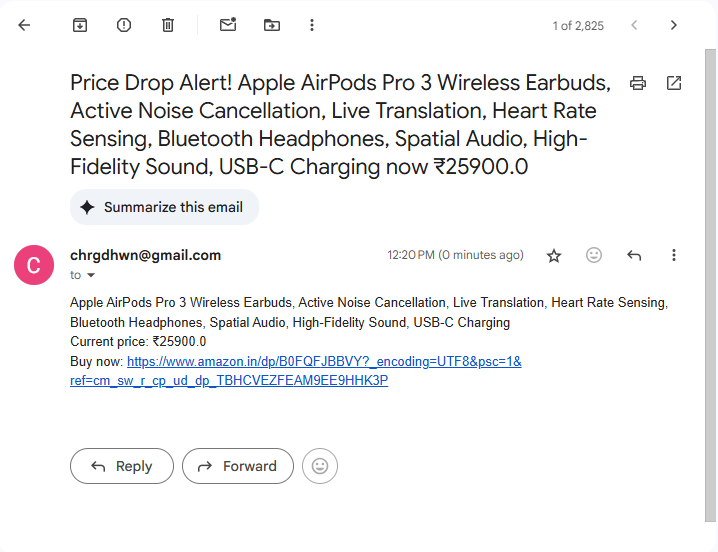 1 of 2,825
Price Drop Alert! Apple AirPods Pro 3 Wireless Earbuds,
Active Noise Cancellation, Live Translation, Heart Rate
Sensing, Bluetooth Headphones, Spatial Audio, High-
Fidelity Sound, USB-C Charging now ₹25900.0
Summarize this email
C
chrgdhwn@gmail.com
12:20 PM (0 minutes ago)
to
Apple AirPods Pro 3 Wireless Earbuds, Active Noise Cancellation, Live Translation, Heart Rate Sensing,
Bluetooth Headphones, Spatial Audio, High-Fidelity Sound, USB-C Charging
Current price: ₹25900.0
Buy now: https://www.amazon.in/dp/B0FQFJBBVY?_encoding=UTF8&psc=1&
ref=cm_sw_r_cp_ud_dp_TBHCVEZFEAM9EE9HHK3P
Reply
Forward